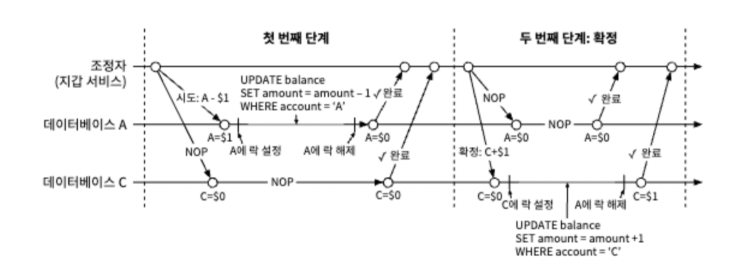 첫 번째 단계
두 번째 단계: 확정
조정자
(지갑 서비스)
시도: A - $1
UPDATE balance
SET amount = amount – 1
WHERE account = 'A'
✓ 완료
NOP
✓ 완료
데이터베이스 A
A=$1
A에 락 설정
A에 락 해제
A=$0
A=$0
NOP
A=$0
NOP
✓ 완료
확정: C+$1
✓ 완료
데이터베이스 C
C=$0
NOP
C=$0
C=$0
C에 락 설정
A에 락 해제
C=$1
UPDATE balance
SET amount = amount +1
WHERE account = 'C'